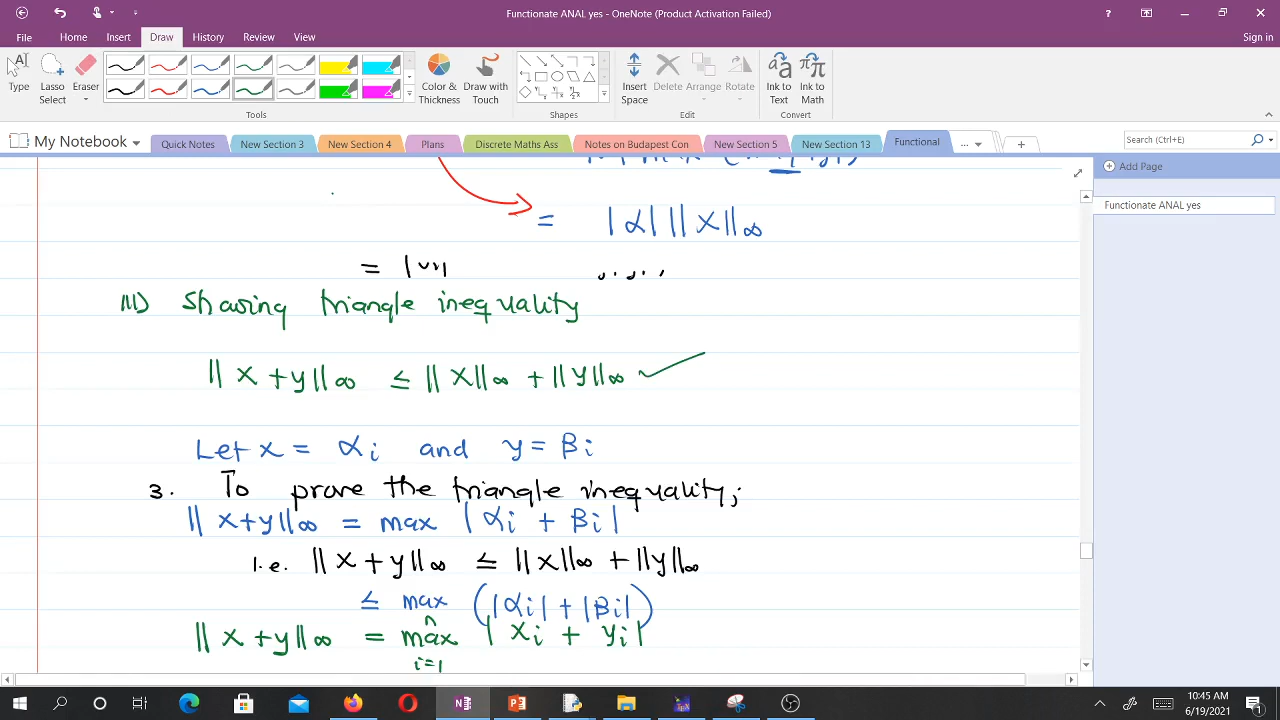 Functionate ANAL yes - OneNote (Product Activation Failed)
File Home Insert Draw History Review View
Sign in
Type Lasso Select Eraser Color & Thickness Draw with Touch Insert Space Delete Arrange Rotate Ink to Text Ink to Math
Tools Shapes Edit Convert
My Notebook Quick Notes New Section 3 New Section 4 Plans Discrete Maths Ass Notes on Budapest Con New Section 5 New Section 13 Functional ... Search (Ctrl+E)
Add Page
Functionate ANAL yes
= |α| ||x||∞
III) Showing triangle inequality
||x+y||∞ ≤ ||x||∞ + ||y||∞ ✓
Let x = αi and y = βi
3. To prove the triangle inequality;
||x+y||∞ = max |αi + βi|
i.e. ||x+y||∞ ≤ ||x||∞ + ||y||∞
≤ max (|αi| + |βi|)
||x+y||∞ = max n i=1 |xi + yi|
10:45 AM
6/19/2021